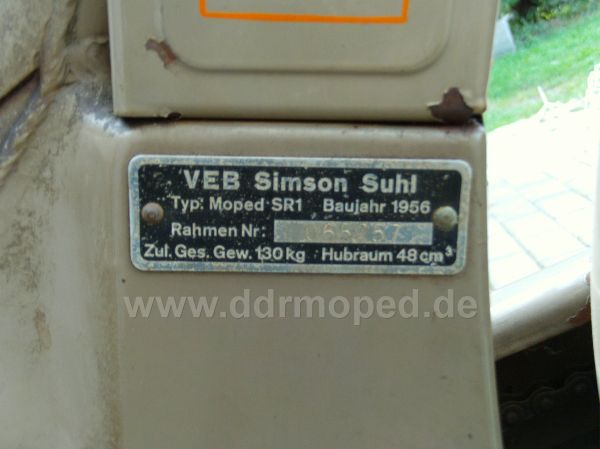 VEB Simson Suhl
Typ: Moped SR1 Baujahr 1956
Rahmen Nr:
Zul. Ges. Gew. 130 kg Hubraum 48 cm³
www.ddrmoped.de